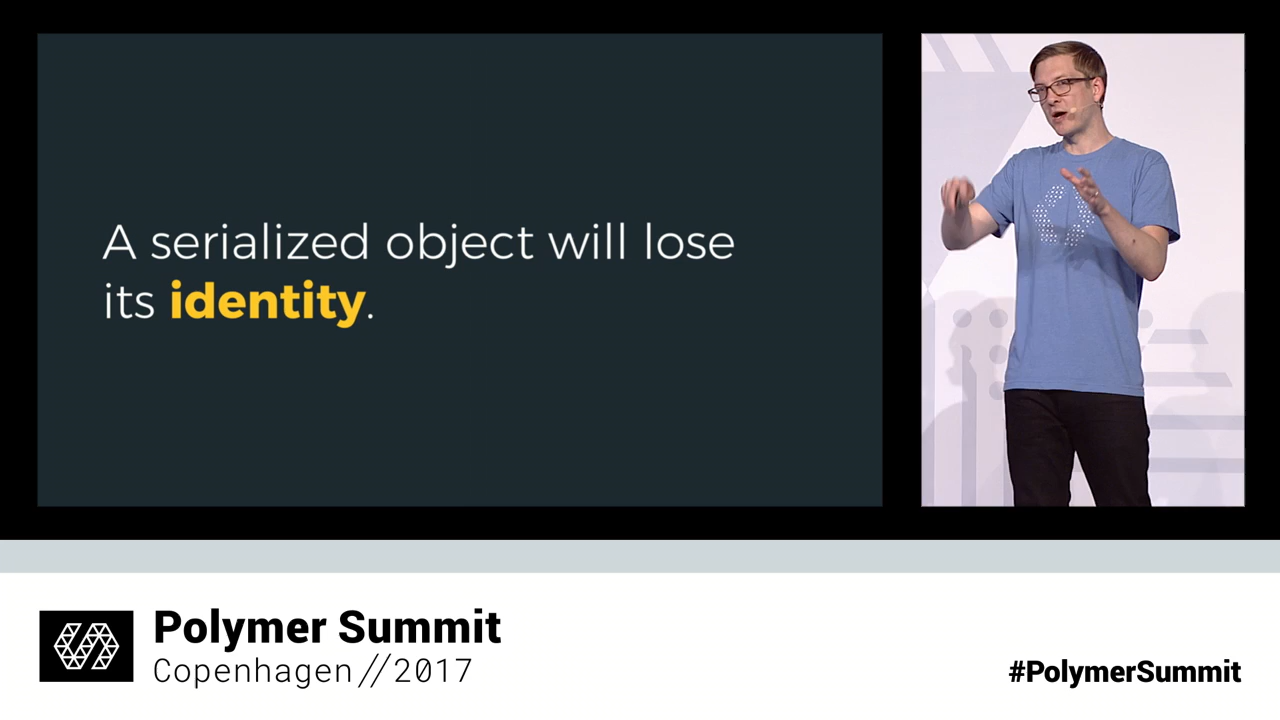 A serialized object will lose
its identity.
Polymer Summit
Copenhagen//2017
#PolymerSummit